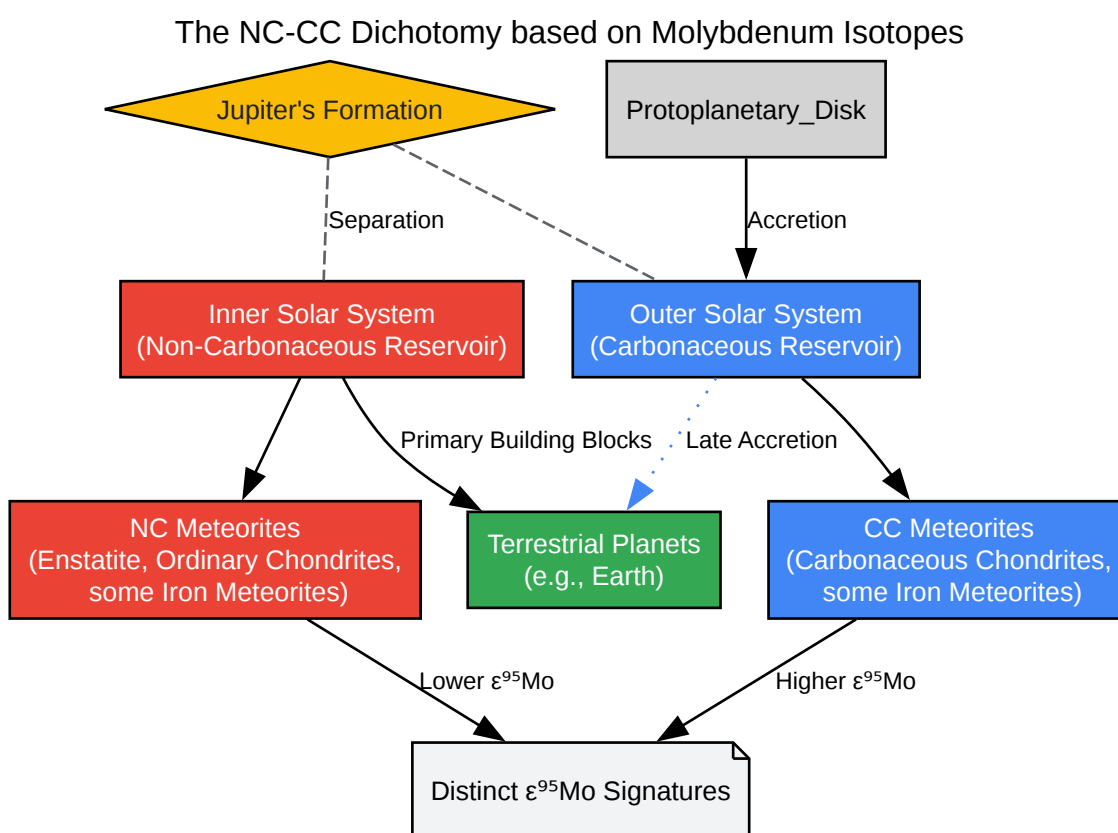 The NC-CC Dichotomy based on Molybdenum Isotopes
Jupiter's Formation
Protoplanetary_Disk
Separation
Accretion
Inner Solar System
(Non-Carbonaceous Reservoir)
Outer Solar System
(Carbonaceous Reservoir)
Primary Building Blocks
Late Accretion
NC Meteorites
(Enstatite, Ordinary Chondrites,
some Iron Meteorites)
Terrestrial Planets
(e.g., Earth)
CC Meteorites
(Carbonaceous Chondrites,
some Iron Meteorites)
Lower ε⁹⁵Mo
Higher ε⁹⁵Mo
Distinct ε⁹⁵Mo Signatures